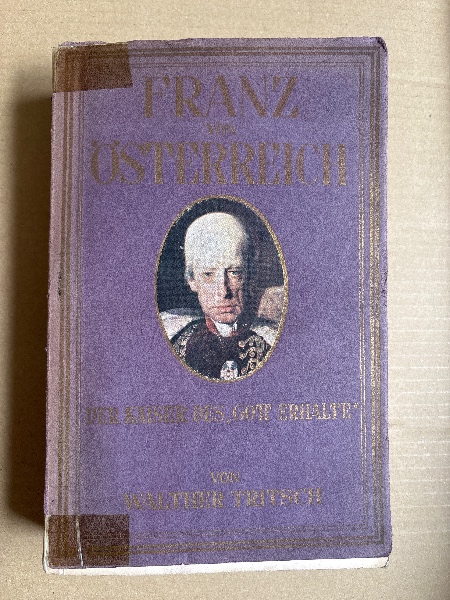 FRANZ
VON
ÖSTERREICH
DER KAISER DES „GOTT ERHALTE“
VON
WALTHER TRITSCH